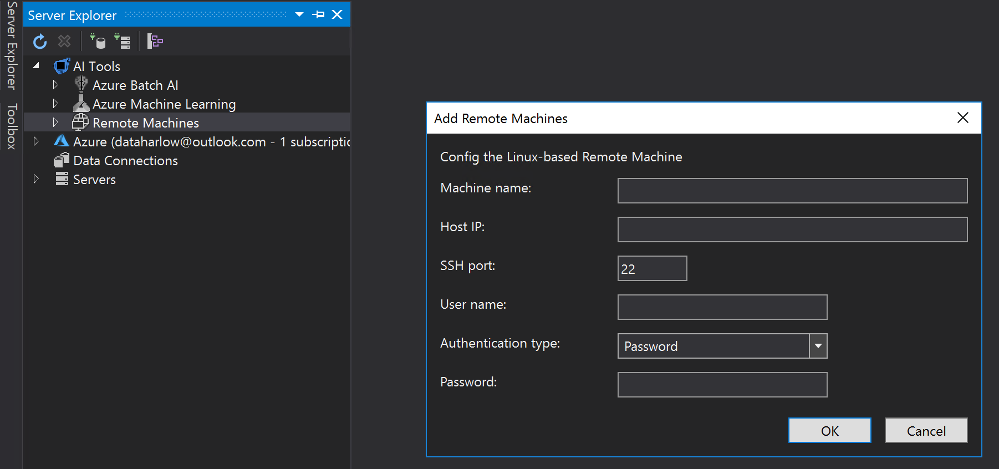 Server Explorer
Toolbox
Server Explorer
AI Tools
Azure Batch AI
Azure Machine Learning
Remote Machines
Azure (dataharlow@outlook.com - 1 subscriptio
Data Connections
Servers
Add Remote Machines
Config the Linux-based Remote Machine
Machine name:
Host IP:
SSH port:
22
User name:
Authentication type:
Password
Password:
OK
Cancel